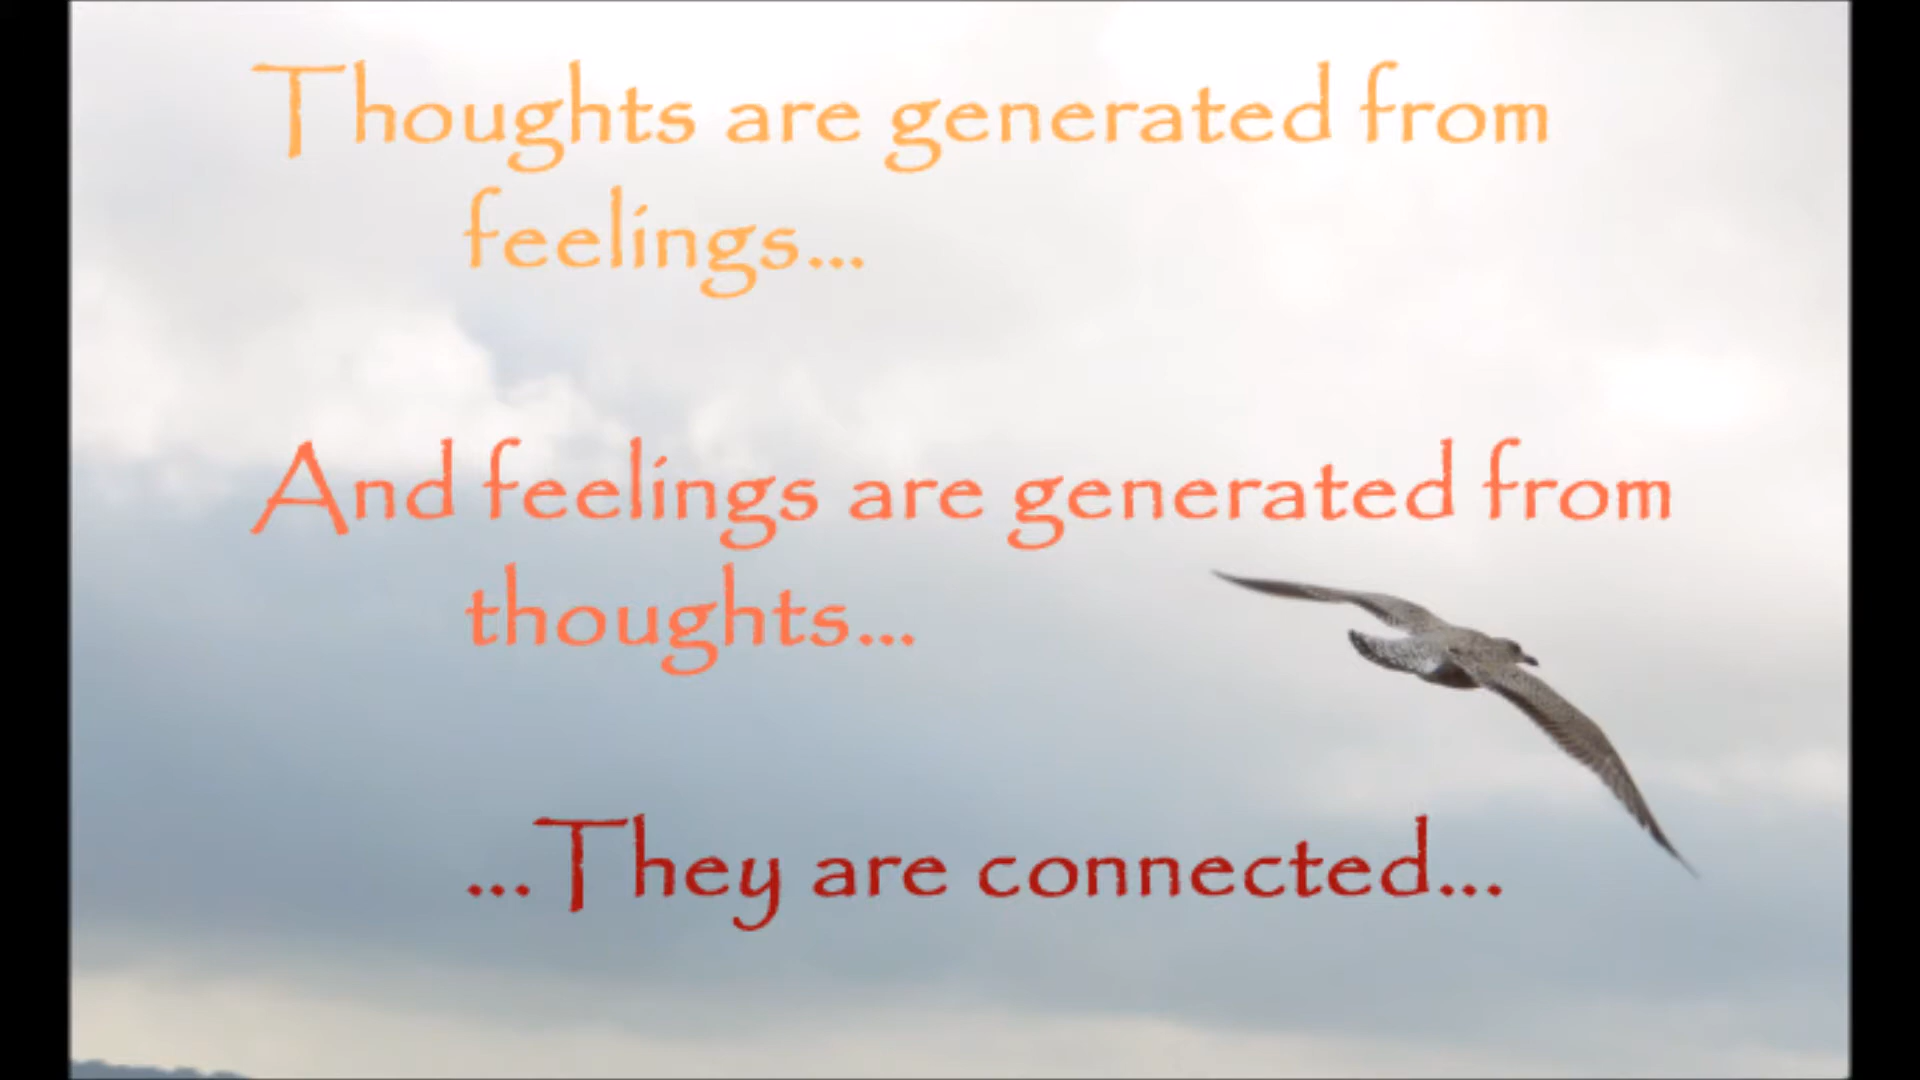 Thoughts are generated from
feelings...
And feelings are generated from
thoughts...
...They are connected...